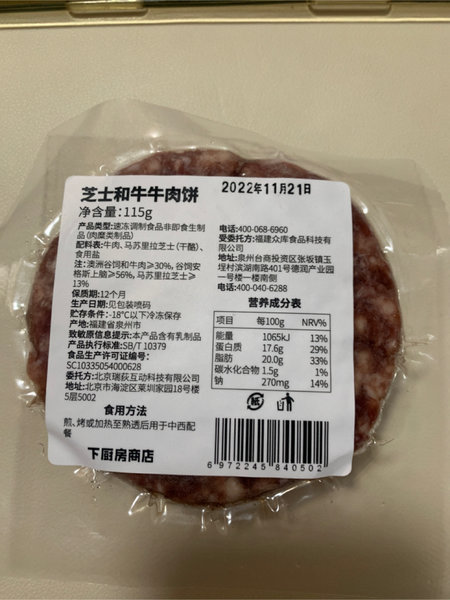 芝士和牛牛肉饼
净含量:115g
产品类型:速冻调制食品非即食生制品(肉糜类制品)
配料表:牛肉、马苏里拉芝士(干酪)、食用盐
注:澳洲谷饲和牛肉≥30%,谷饲安格斯上脑≥56%,马苏里拉芝士≥13%
保质期:12个月
生产日期:见包装喷码
贮存条件:-18°C以下冷冻保存
产地:福建省泉州市
致敏原信息提示:本产品含有乳制品
产品执行标准:SB/T 10379
食品生产许可证编号:
SC10335054000628
委托方:北京瑞荻互动科技有限公司
地址:北京市海淀区莱圳家园18号楼5层5002
食用方法
煎、烤或加热至熟透后用于中西配餐
下厨房商店
2022年11月21日
电话:400-068-6960
受委托方:福建众库食品科技有限公司
地址:泉州台商投资区张坂镇玉埕村滨湖南路401号德润产业园一号楼一楼南侧
电话:400-040-6288
营养成分表
项目 每100g NRV%
能量 1065kJ 13%
蛋白质 17.6g 29%
脂肪 20.0g 33%
碳水化合物 1.5g 1%
钠 270mg 14%
纸
6 972245 840502